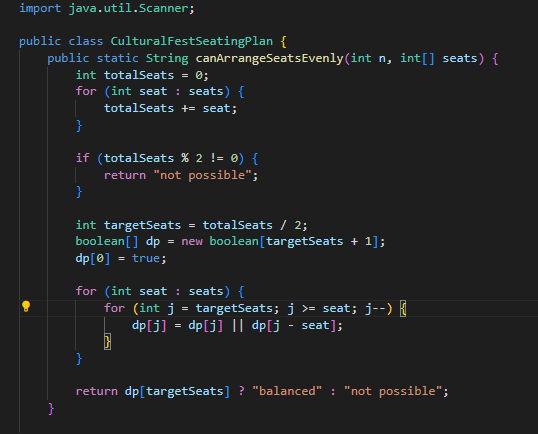 import java.util.Scanner;

public class CulturalFestSeatingPlan {
    public static String canArrangeSeatsEvenly(int n, int[] seats) {
        int totalSeats = 0;
        for (int seat : seats) {
            totalSeats += seat;
        }

        if (totalSeats % 2 != 0) {
            return "not possible";
        }

        int targetSeats = totalSeats / 2;
        boolean[] dp = new boolean[targetSeats + 1];
        dp[0] = true;

        for (int seat : seats) {
            for (int j = targetSeats; j >= seat; j--) {
                dp[j] = dp[j] || dp[j - seat];
            }
        }

        return dp[targetSeats] ? "balanced" : "not possible";
    }